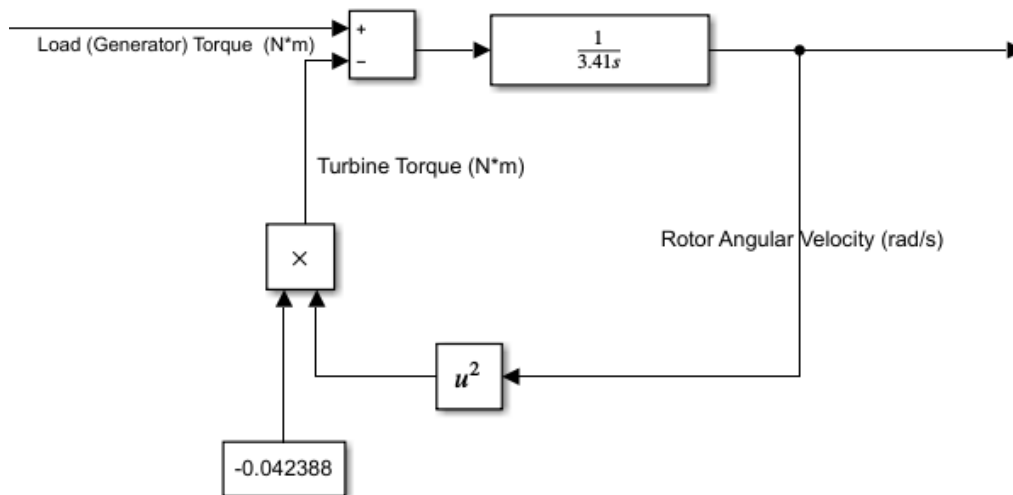 +
Load (Generator) Torque (N*m)
−
1
3.41s
Turbine Torque (N*m)
Rotor Angular Velocity (rad/s)
×
u²
-0.042388